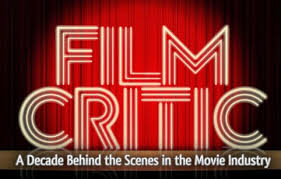 FILM
CRITIC
A Decade Behind the Scenes in the Movie Industry